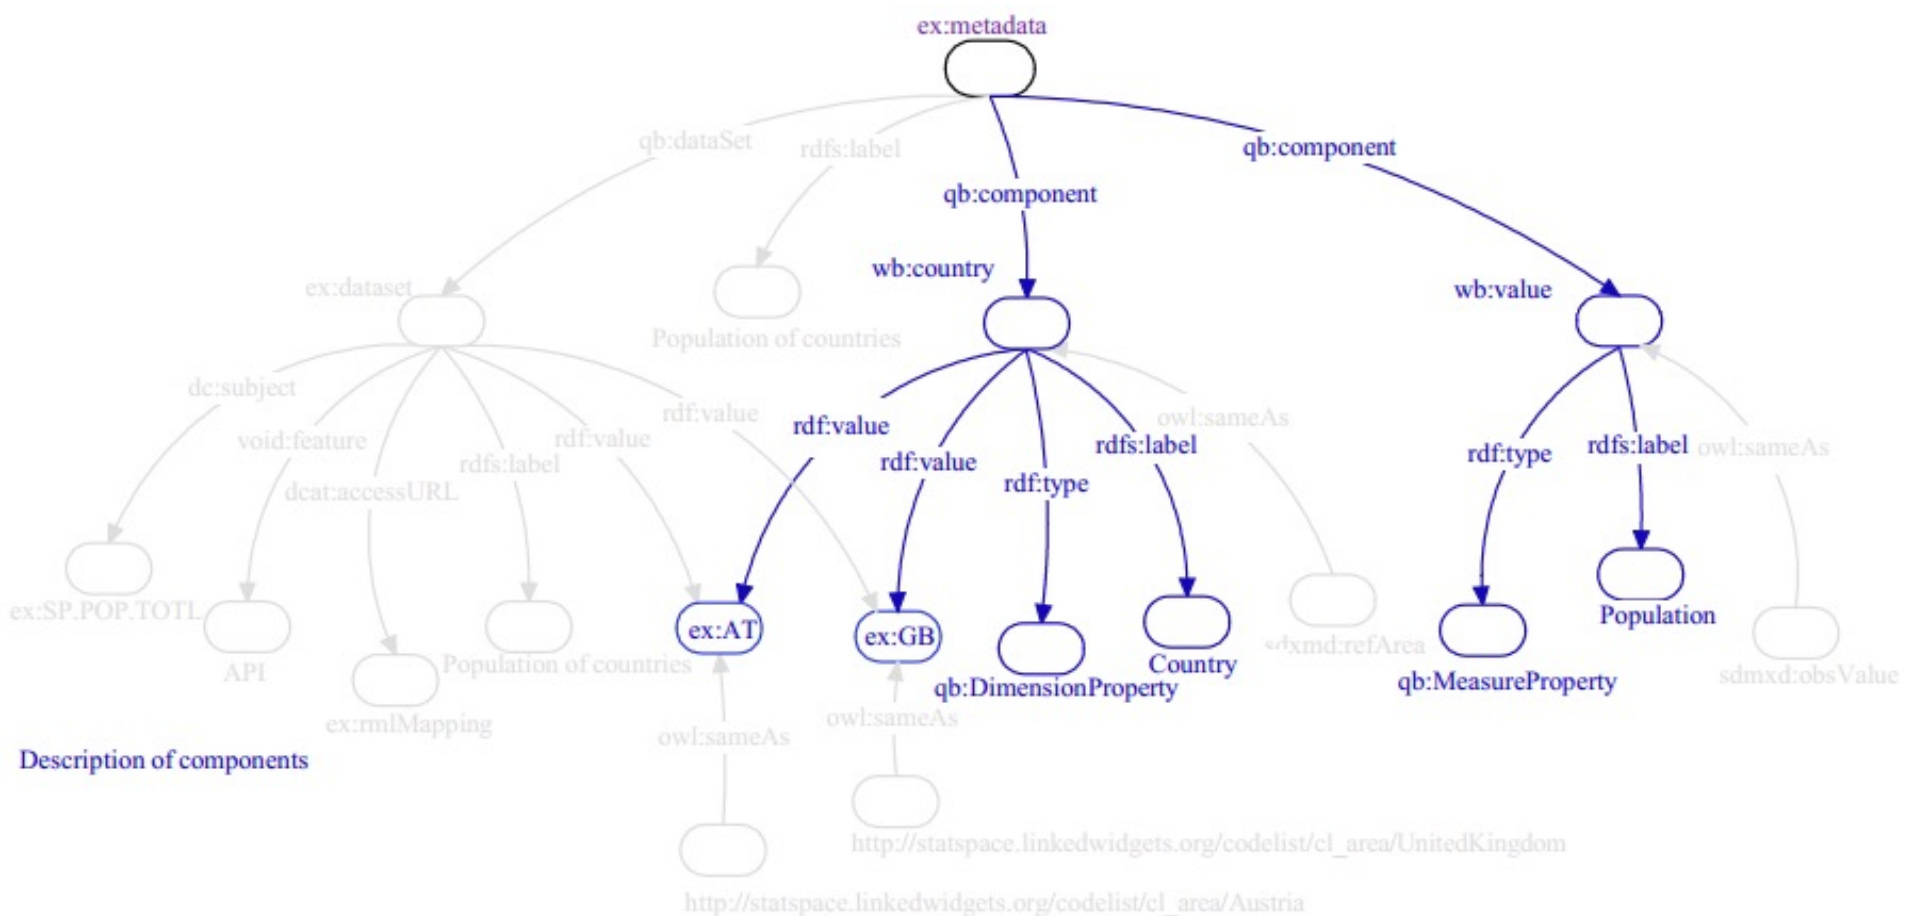 ex:metadata
qb:dataSet
rdfs:label
qb:component
qb:component
ex:dataset
wb:country
wb:value
Population of countries
dc:subject
void:feature
dcat:accessURL
rdfs:label
rdf:value
rdf:value
rdf:value
rdf:value
rdf:type
rdfs:label
owl:sameAs
rdf:type
rdfs:label
owl:sameAs
ex:SP.POP.TOTL
API
ex:rmlMapping
Population of countries
ex:AT
ex:GB
qb:DimensionProperty
Country
sdxmd:refArea
qb:MeasureProperty
Population
sdmxd:obsValue
owl:sameAs
owl:sameAs
Description of components
http://statspace.linkedwidgets.org/codelist/cl_area/UnitedKingdom
http://statspace.linkedwidgets.org/codelist/cl_area/Austria